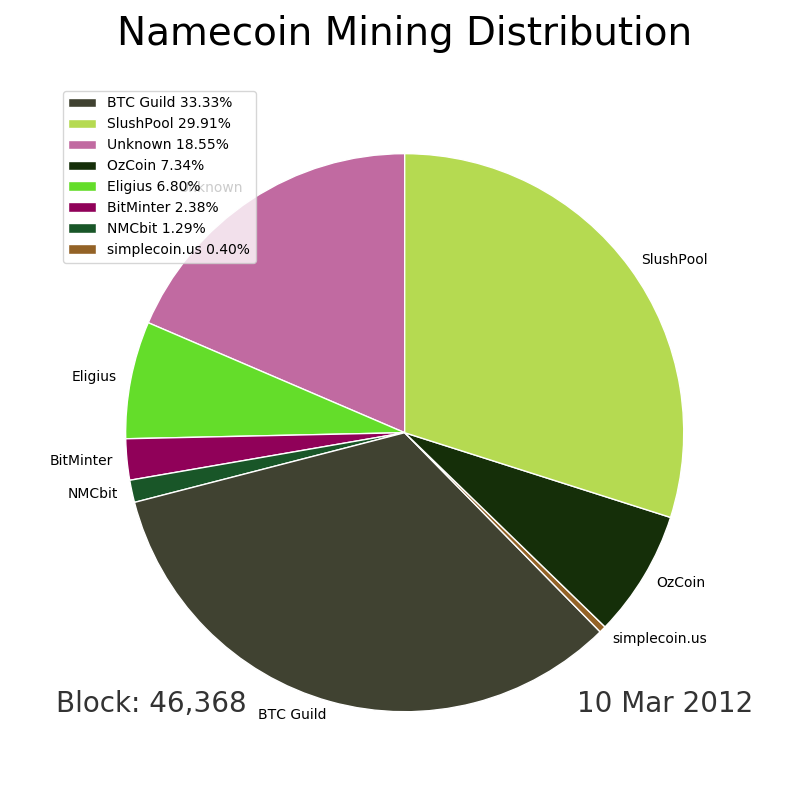 Namecoin Mining Distribution
BTC Guild 33.33%
SlushPool 29.91%
Unknown 18.55%
OzCoin 7.34%
Eligius 6.80%
BitMinter 2.38%
NMCbit 1.29%
simplecoin.us 0.40%
Unknown
SlushPool
Eligius
BitMinter
NMCbit
OzCoin
simplecoin.us
BTC Guild
Block: 46,368
10 Mar 2012